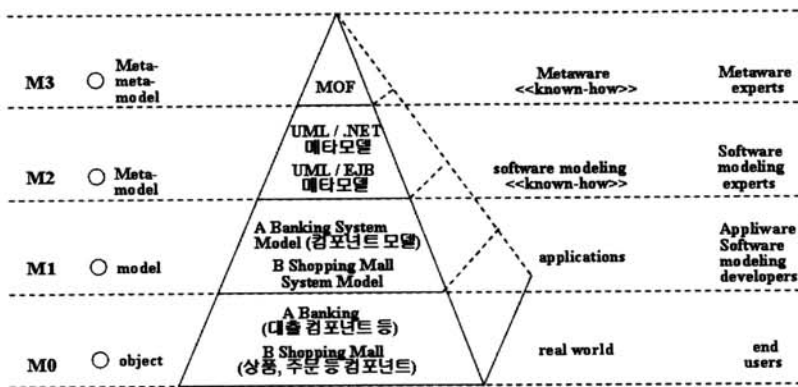 M3
Meta-
meta-
model
MOF
Metaware
<<known-how>>
Metaware
experts
M2
Meta-
model
UML / .NET
메타모델
UML / EJB
메타모델
software modeling
<<known-how>>
Software
modeling
experts
M1
model
A Banking System
Model (컴포넌트 모델)
B Shopping Mall
System Model
applications
Appliware
Software
modeling
developers
M0
object
A Banking
(대출 컴포넌트 등)
B Shopping Mall
(상품, 주문 등 컴포넌트)
real world
end
users